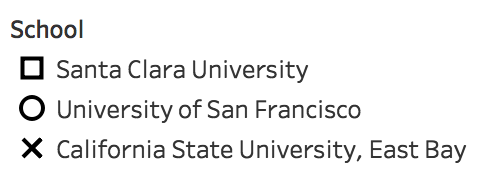 School
Santa Clara University
University of San Francisco
California State University, East Bay